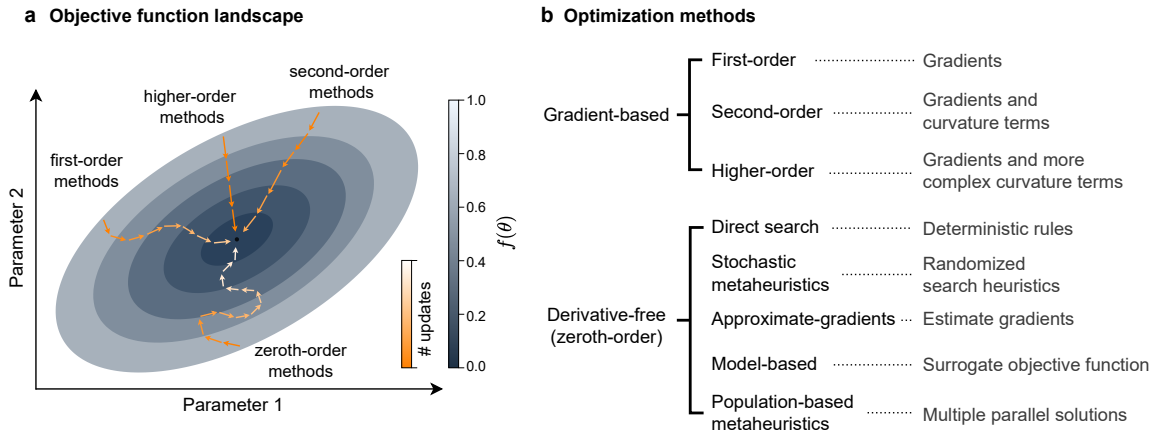 a Objective function landscape
second-order
methods
higher-order
methods
first-order
methods
zeroth-order
methods
Parameter 2
Parameter 1
# updates
1.0
0.8
0.6
0.4
0.2
0.0
f(θ)
b Optimization methods
Gradient-based
First-order
Gradients
Second-order
Gradients and
curvature terms
Higher-order
Gradients and more
complex curvature terms
Derivative-free
(zeroth-order)
Direct search
Deterministic rules
Stochastic
metaheuristics
Randomized
search heuristics
Approximate-gradients
Estimate gradients
Model-based
Surrogate objective function
Population-based
metaheuristics
Multiple parallel solutions